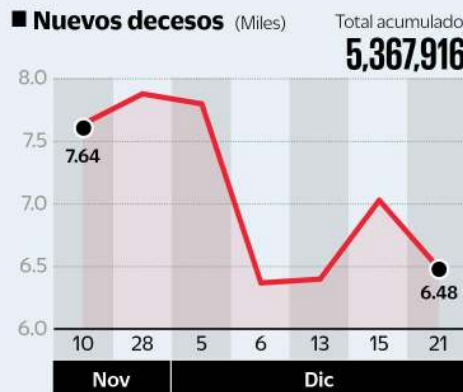 ■ Nuevos decesos (Miles)
Total acumulado
5,367,916
8.0
7.5
7.64
7.0
6.5
6.48
6.0
10 28 5 6 13 15 21
Nov Dic